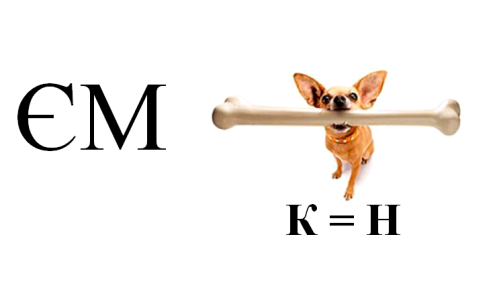 ЄМ
К = Н